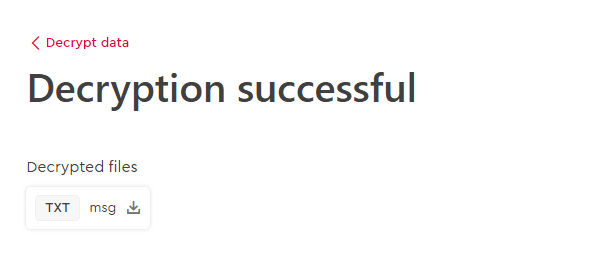 Decrypt data
Decryption successful
Decrypted files
TXT msg